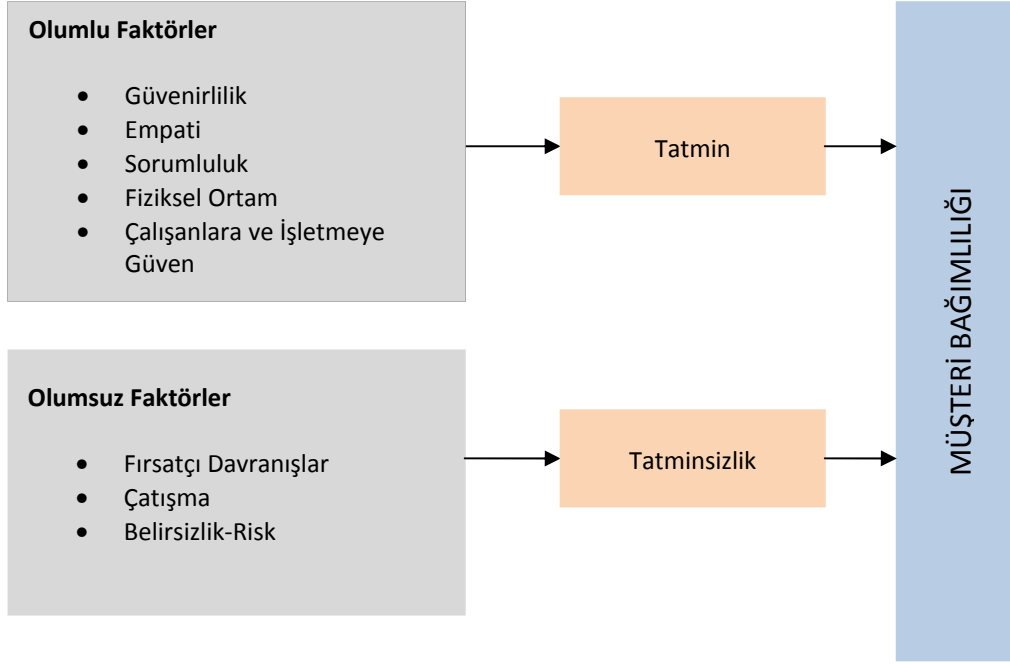 Olumlu Faktörler
• Güvenirlilik
• Empati
• Sorumluluk
• Fiziksel Ortam
• Çalışanlara ve İşletmeye
Güven
Tatmin
Olumsuz Faktörler
• Fırsatçı Davranışlar
• Çatışma
• Belirsizlik-Risk
Tatminsizlik
MÜŞTERİ BAĞIMLILIĞI